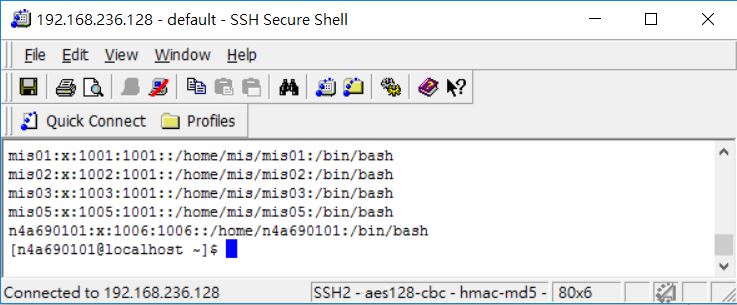 192.168.236.128 - default - SSH Secure Shell
File Edit View Window Help
Quick Connect Profiles
mis01:x:1001:1001::/home/mis/mis01:/bin/bash
mis02:x:1002:1001::/home/mis/mis02:/bin/bash
mis03:x:1003:1001::/home/mis/mis03:/bin/bash
mis05:x:1005:1001::/home/mis/mis05:/bin/bash
n4a690101:x:1006:1006::/home/n4a690101:/bin/bash
[n4a690101@localhost ~]$
Connected to 192.168.236.128 SSH2 - aes128-cbc - hmac-md5 - 80x6